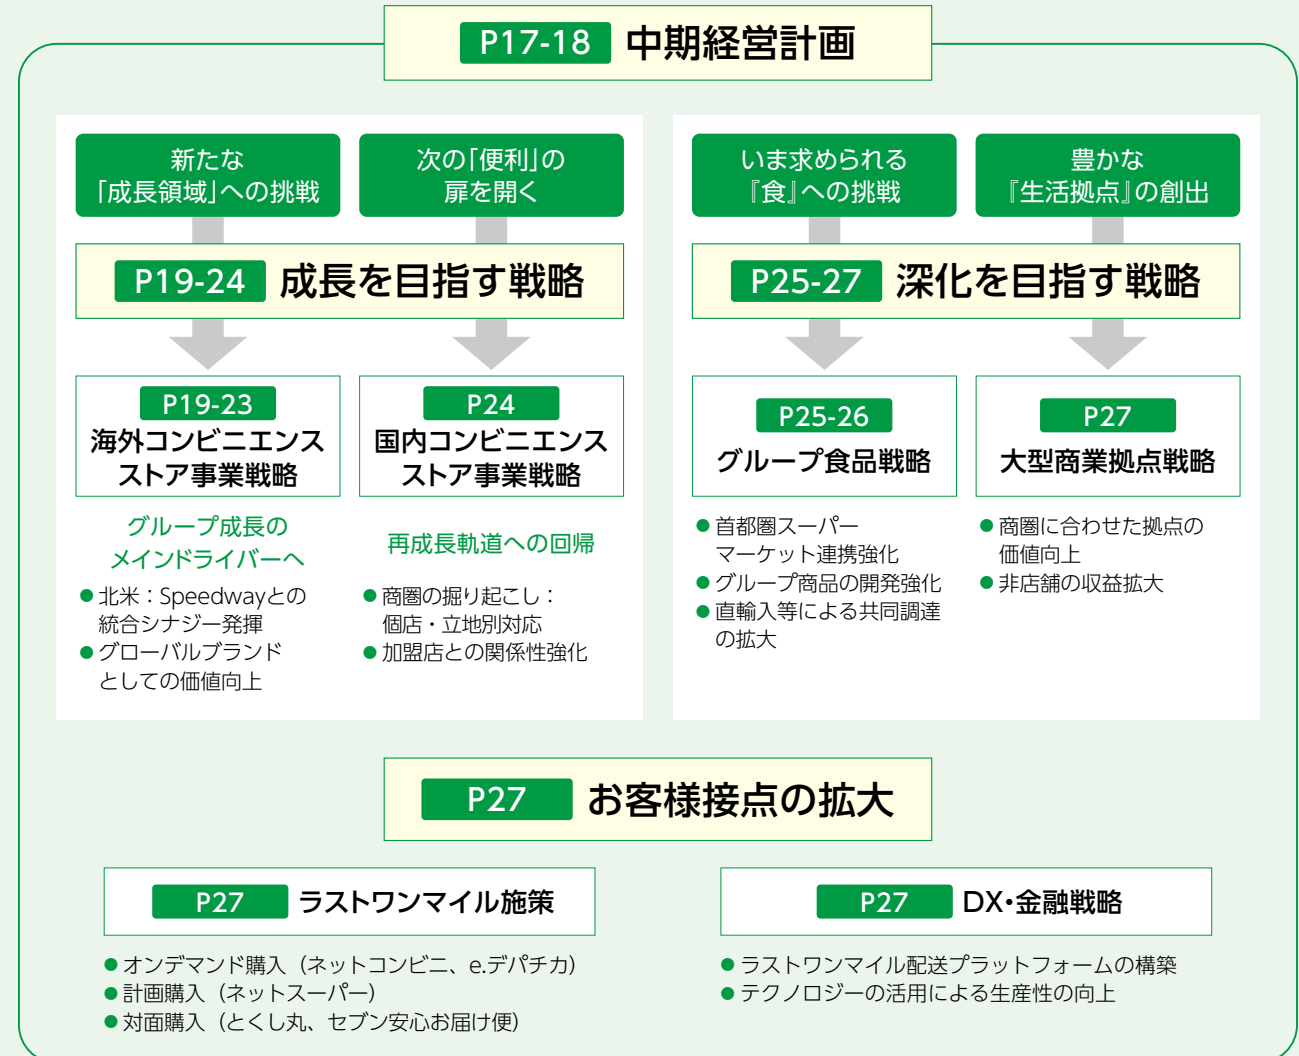 P17-18 中期経営計画
新たな
「成長領域」への挑戦
次の「便利」の
扉を開く
P19-24 成長を目指す戦略
P19-23
海外コンビニエンス
ストア事業戦略
グループ成長の
メインドライバーへ
● 北米：Speedwayとの
統合シナジー発揮
● グローバルブランド
としての価値向上
P24
国内コンビニエンス
ストア事業戦略
再成長軌道への回帰
● 商圏の掘り起こし：
個店・立地別対応
● 加盟店との関係性強化
いま求められる
『食』への挑戦
豊かな
『生活拠点』の創出
P25-27 深化を目指す戦略
P25-26
グループ食品戦略
● 首都圏スーパー
マーケット連携強化
● グループ商品の開発強化
● 直輸入等による共同調達
の拡大
P27
大型商業拠点戦略
● 商圏に合わせた拠点の
価値向上
● 非店舗の収益拡大
P27 お客様接点の拡大
P27 ラストワンマイル施策
● オンデマンド購入（ネットコンビニ、e.デパチカ）
● 計画購入（ネットスーパー）
● 対面購入（とくし丸、セブン安心お届け便）
P27 DX・金融戦略
● ラストワンマイル配送プラットフォームの構築
● テクノロジーの活用による生産性の向上